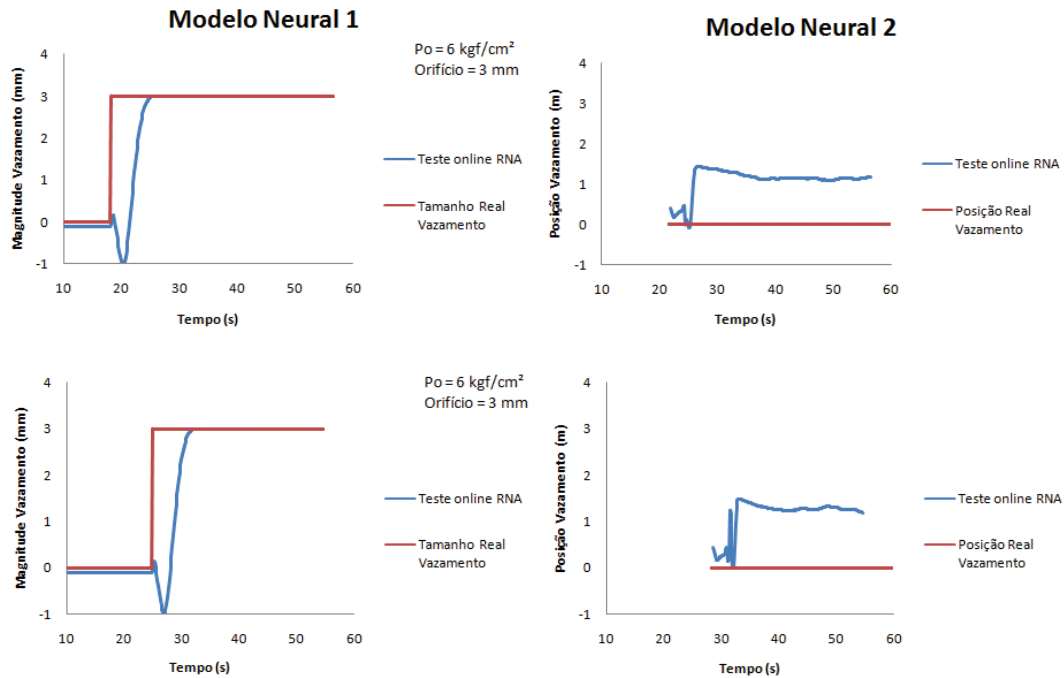 Modelo Neural 1
Modelo Neural 2
Po = 6 kgf/cm²
Orifício = 3 mm
Magnitude Vazamento (mm)
4
3
2
1
0
-1
10 20 30 40 50 60
Tempo (s)
Teste online RNA
Tamanho Real
Vazamento
Posição Vazamento (m)
4
3
2
1
0
-1
10 20 30 40 50 60
Tempo (s)
Teste online RNA
Posição Real
Vazamento
Po = 6 kgf/cm²
Orifício = 3 mm
Magnitude Vazamento (mm)
4
3
2
1
0
-1
10 20 30 40 50 60
Tempo (s)
Teste online RNA
Tamanho Real
Vazamento
Posição Vazamento (m)
4
3
2
1
0
-1
10 20 30 40 50 60
Tempo (s)
Teste online RNA
Posição Real
Vazamento